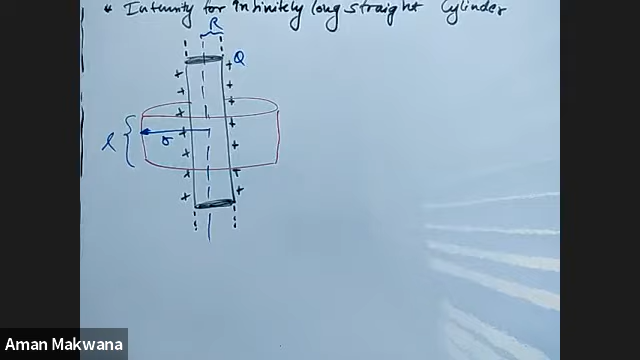 * Intensity for Infinitely long straight Cylinder
R
Q
l
r
Aman Makwana